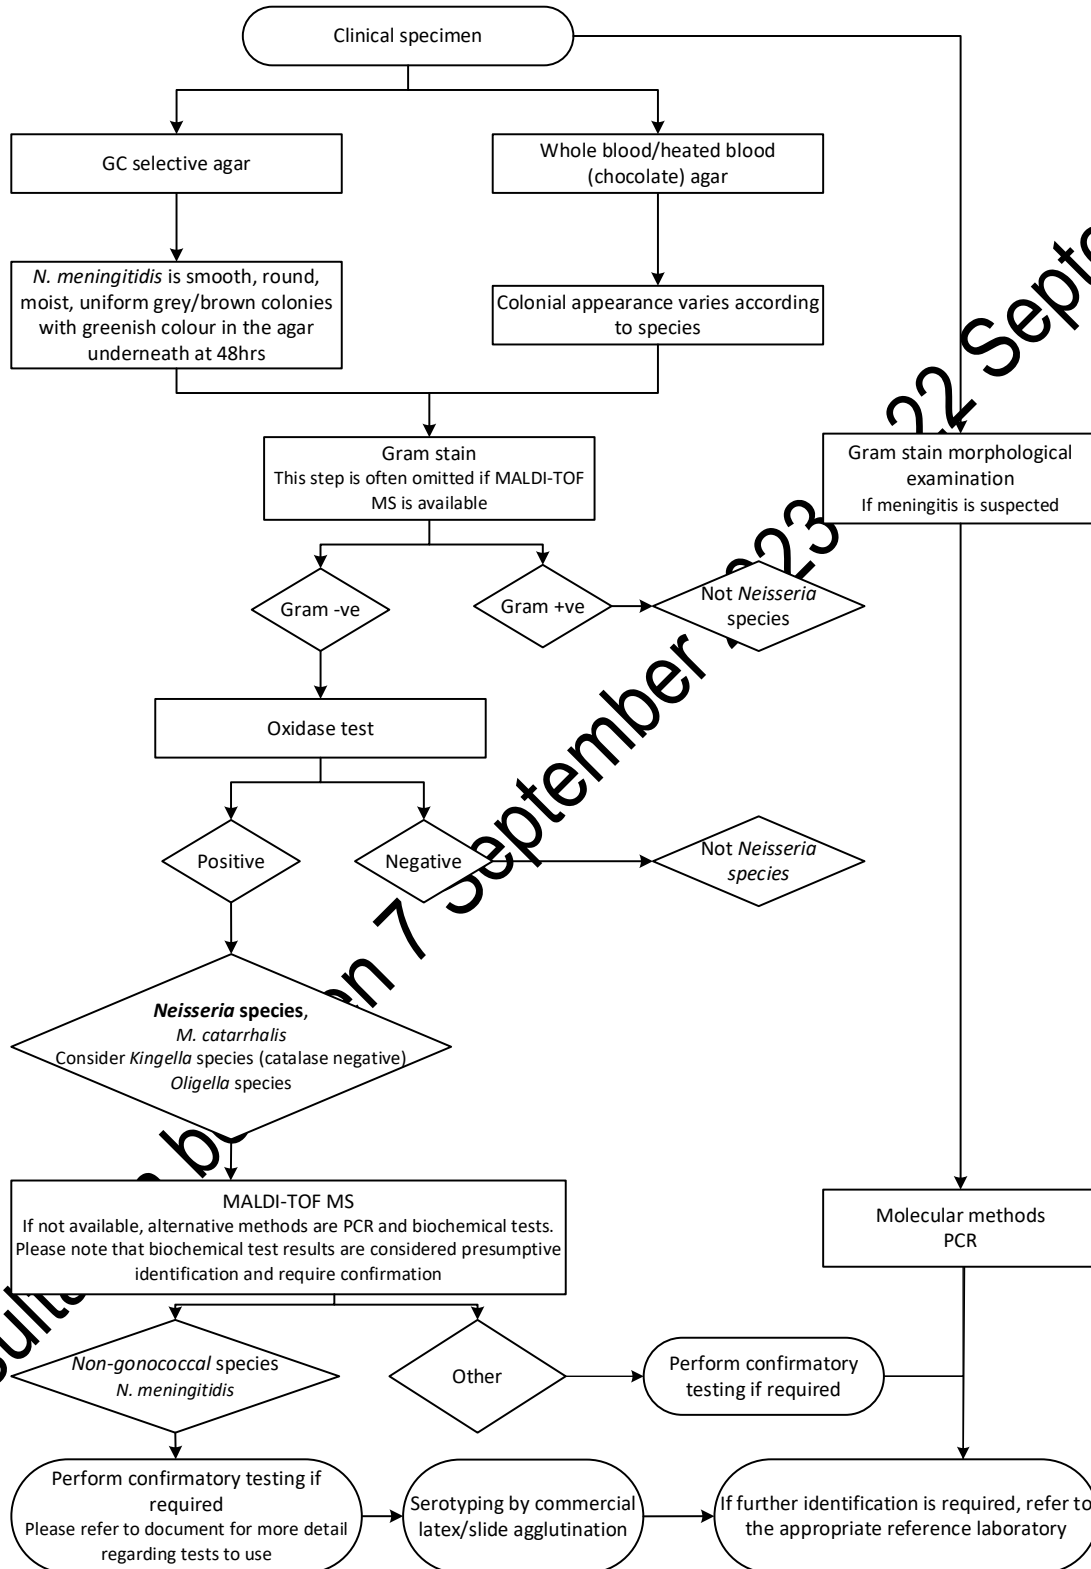 Clinical specimen
GC selective agar
Whole blood/heated blood
(chocolate) agar
N. meningitidis is smooth, round,
moist, uniform grey/brown colonies
with greenish colour in the agar
underneath at 48hrs
Colonial appearance varies according
to species
Gram stain
This step is often omitted if MALDI-TOF
MS is available
Gram stain morphological
examination
If meningitis is suspected
Gram -ve
Gram +ve
Not Neisseria
species
Oxidase test
Positive
Negative
Not Neisseria
species
Neisseria species,
M. catarrhalis
Consider Kingella species (catalase negative)
Oligella species
MALDI-TOF MS
If not available, alternative methods are PCR and biochemical tests.
Please note that biochemical test results are considered presumptive
identification and require confirmation
Molecular methods
PCR
Non-gonococcal species
N. meningitidis
Other
Perform confirmatory
testing if required
Perform confirmatory testing if
required
Please refer to document for more detail
regarding tests to use
Serotyping by commercial
latex/slide agglutination
If further identification is required, refer to
the appropriate reference laboratory
7 September 22